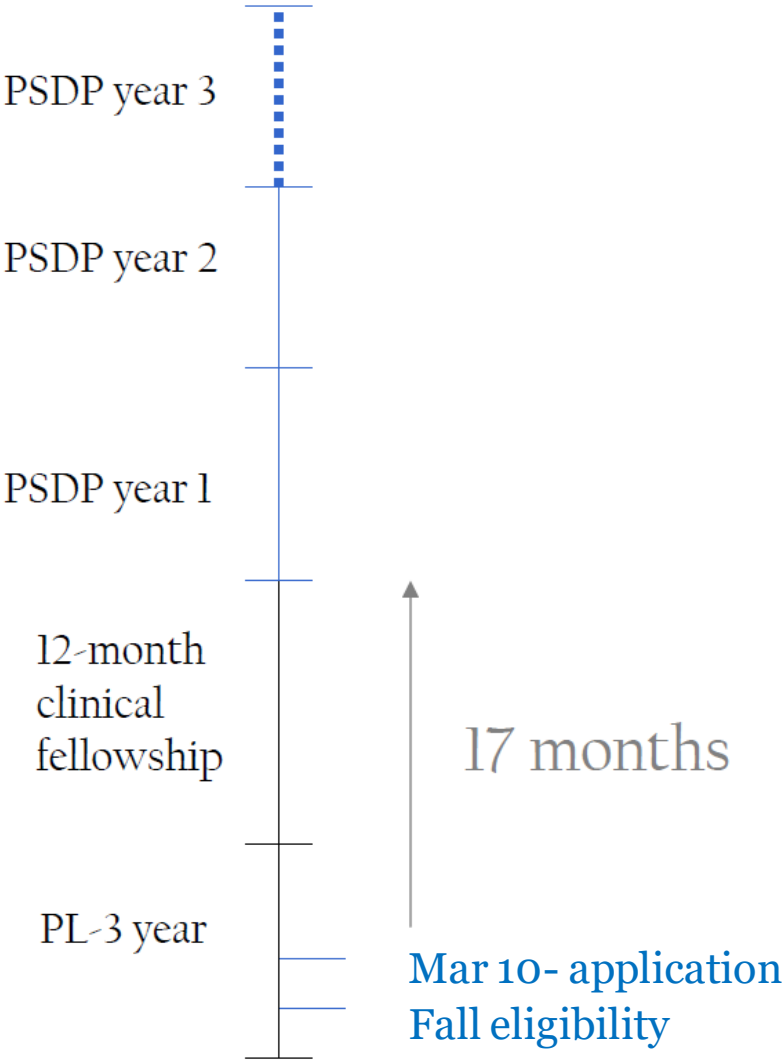 PSDP year 3
PSDP year 2
PSDP year 1
12-month
clinical
fellowship
17 months
PL-3 year
Mar 10- application
Fall eligibility